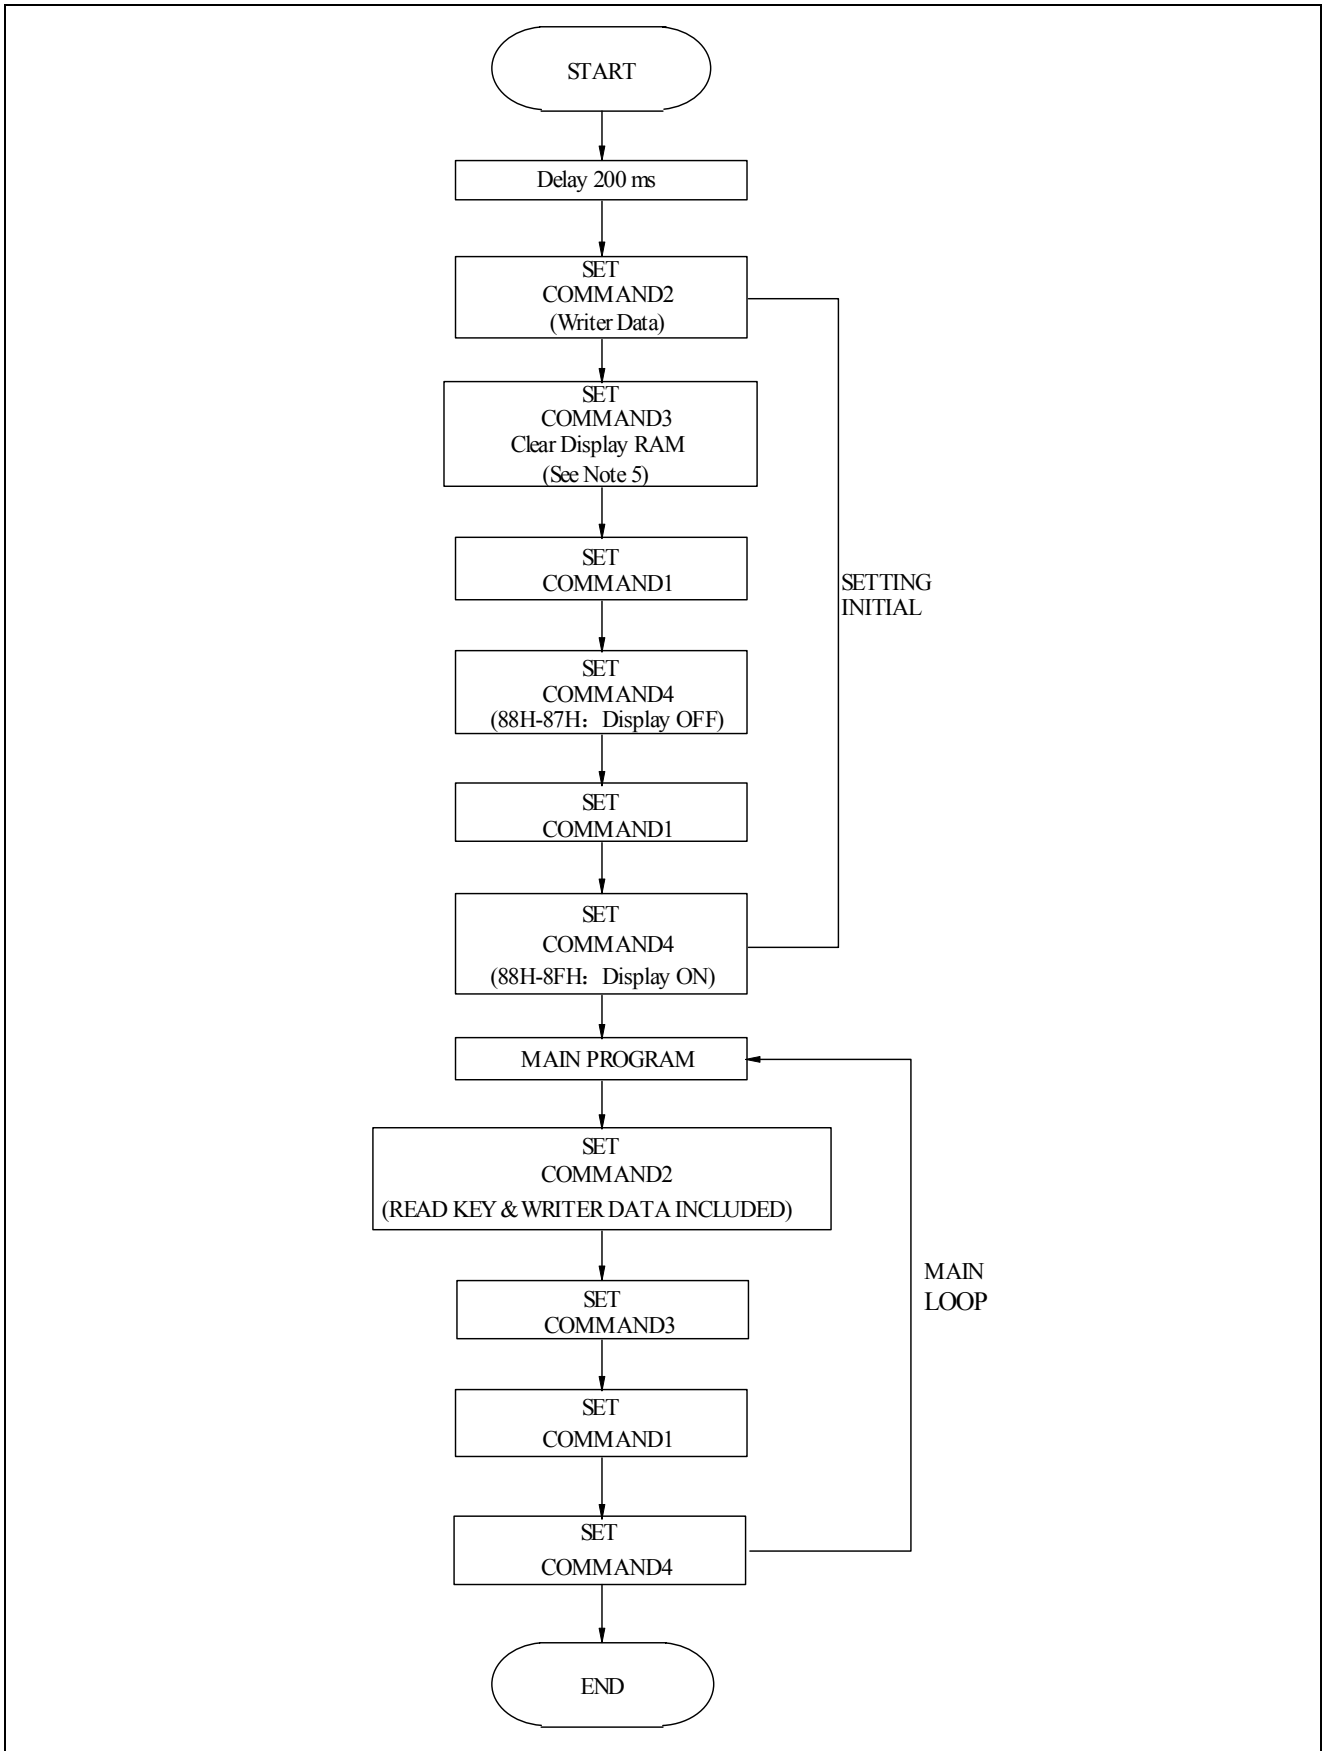 START
Delay 200 ms
SET
COMMAND2
(Writer Data)
SET
COMMAND3
Clear Display RAM
(See Note 5)
SET
COMMAND1
SETTING
INITIAL
SET
COMMAND4
(88H-87H：Display OFF)
SET
COMMAND1
SET
COMMAND4
(88H-8FH：Display ON)
MAIN PROGRAM
SET
COMMAND2
(READ KEY & WRITER DATA INCLUDED)
MAIN
LOOP
SET
COMMAND3
SET
COMMAND1
SET
COMMAND4
END